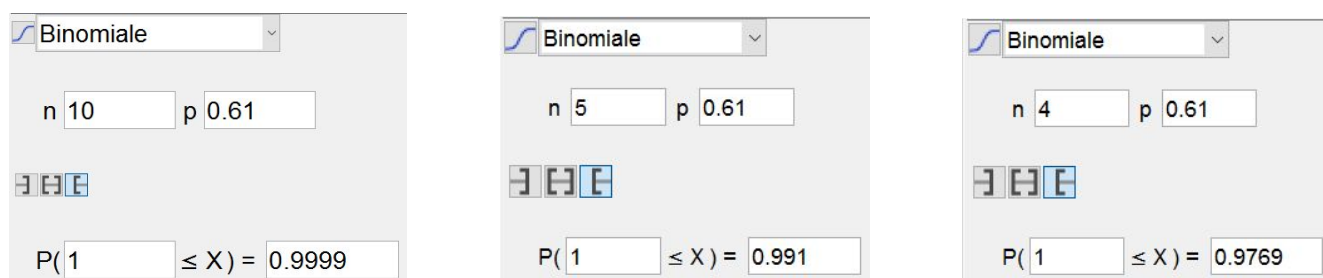 Binomiale
n 10 p 0.61
P( 1 ≤ X ) = 0.9999
Binomiale
n 5 p 0.61
P( 1 ≤ X ) = 0.991
Binomiale
n 4 p 0.61
P( 1 ≤ X ) = 0.9769